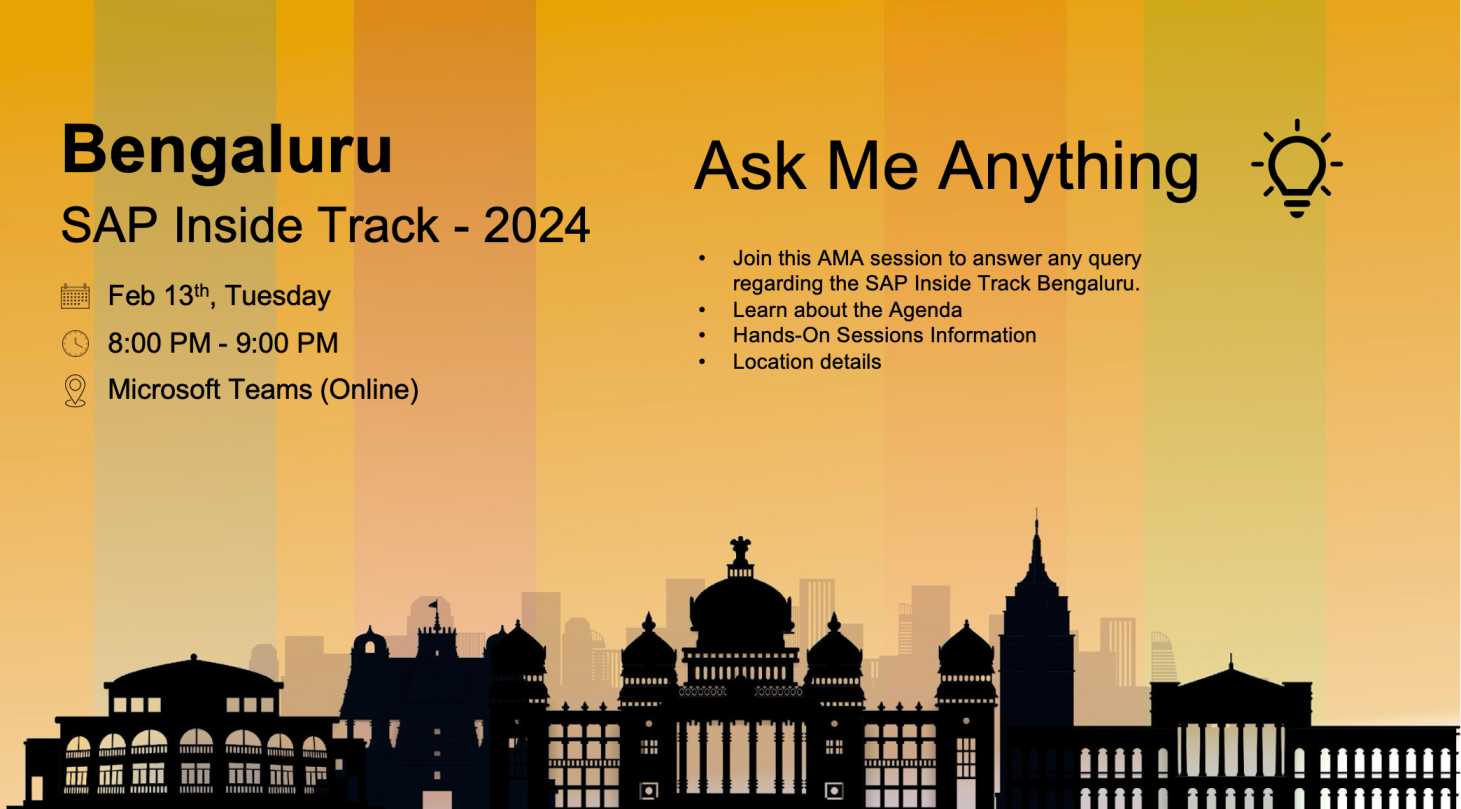 Bengaluru
SAP Inside Track - 2024
Feb 13th, Tuesday
8:00 PM - 9:00 PM
Microsoft Teams (Online)
Ask Me Anything
• Join this AMA session to answer any query
regarding the SAP Inside Track Bengaluru.
• Learn about the Agenda
• Hands-On Sessions Information
• Location details